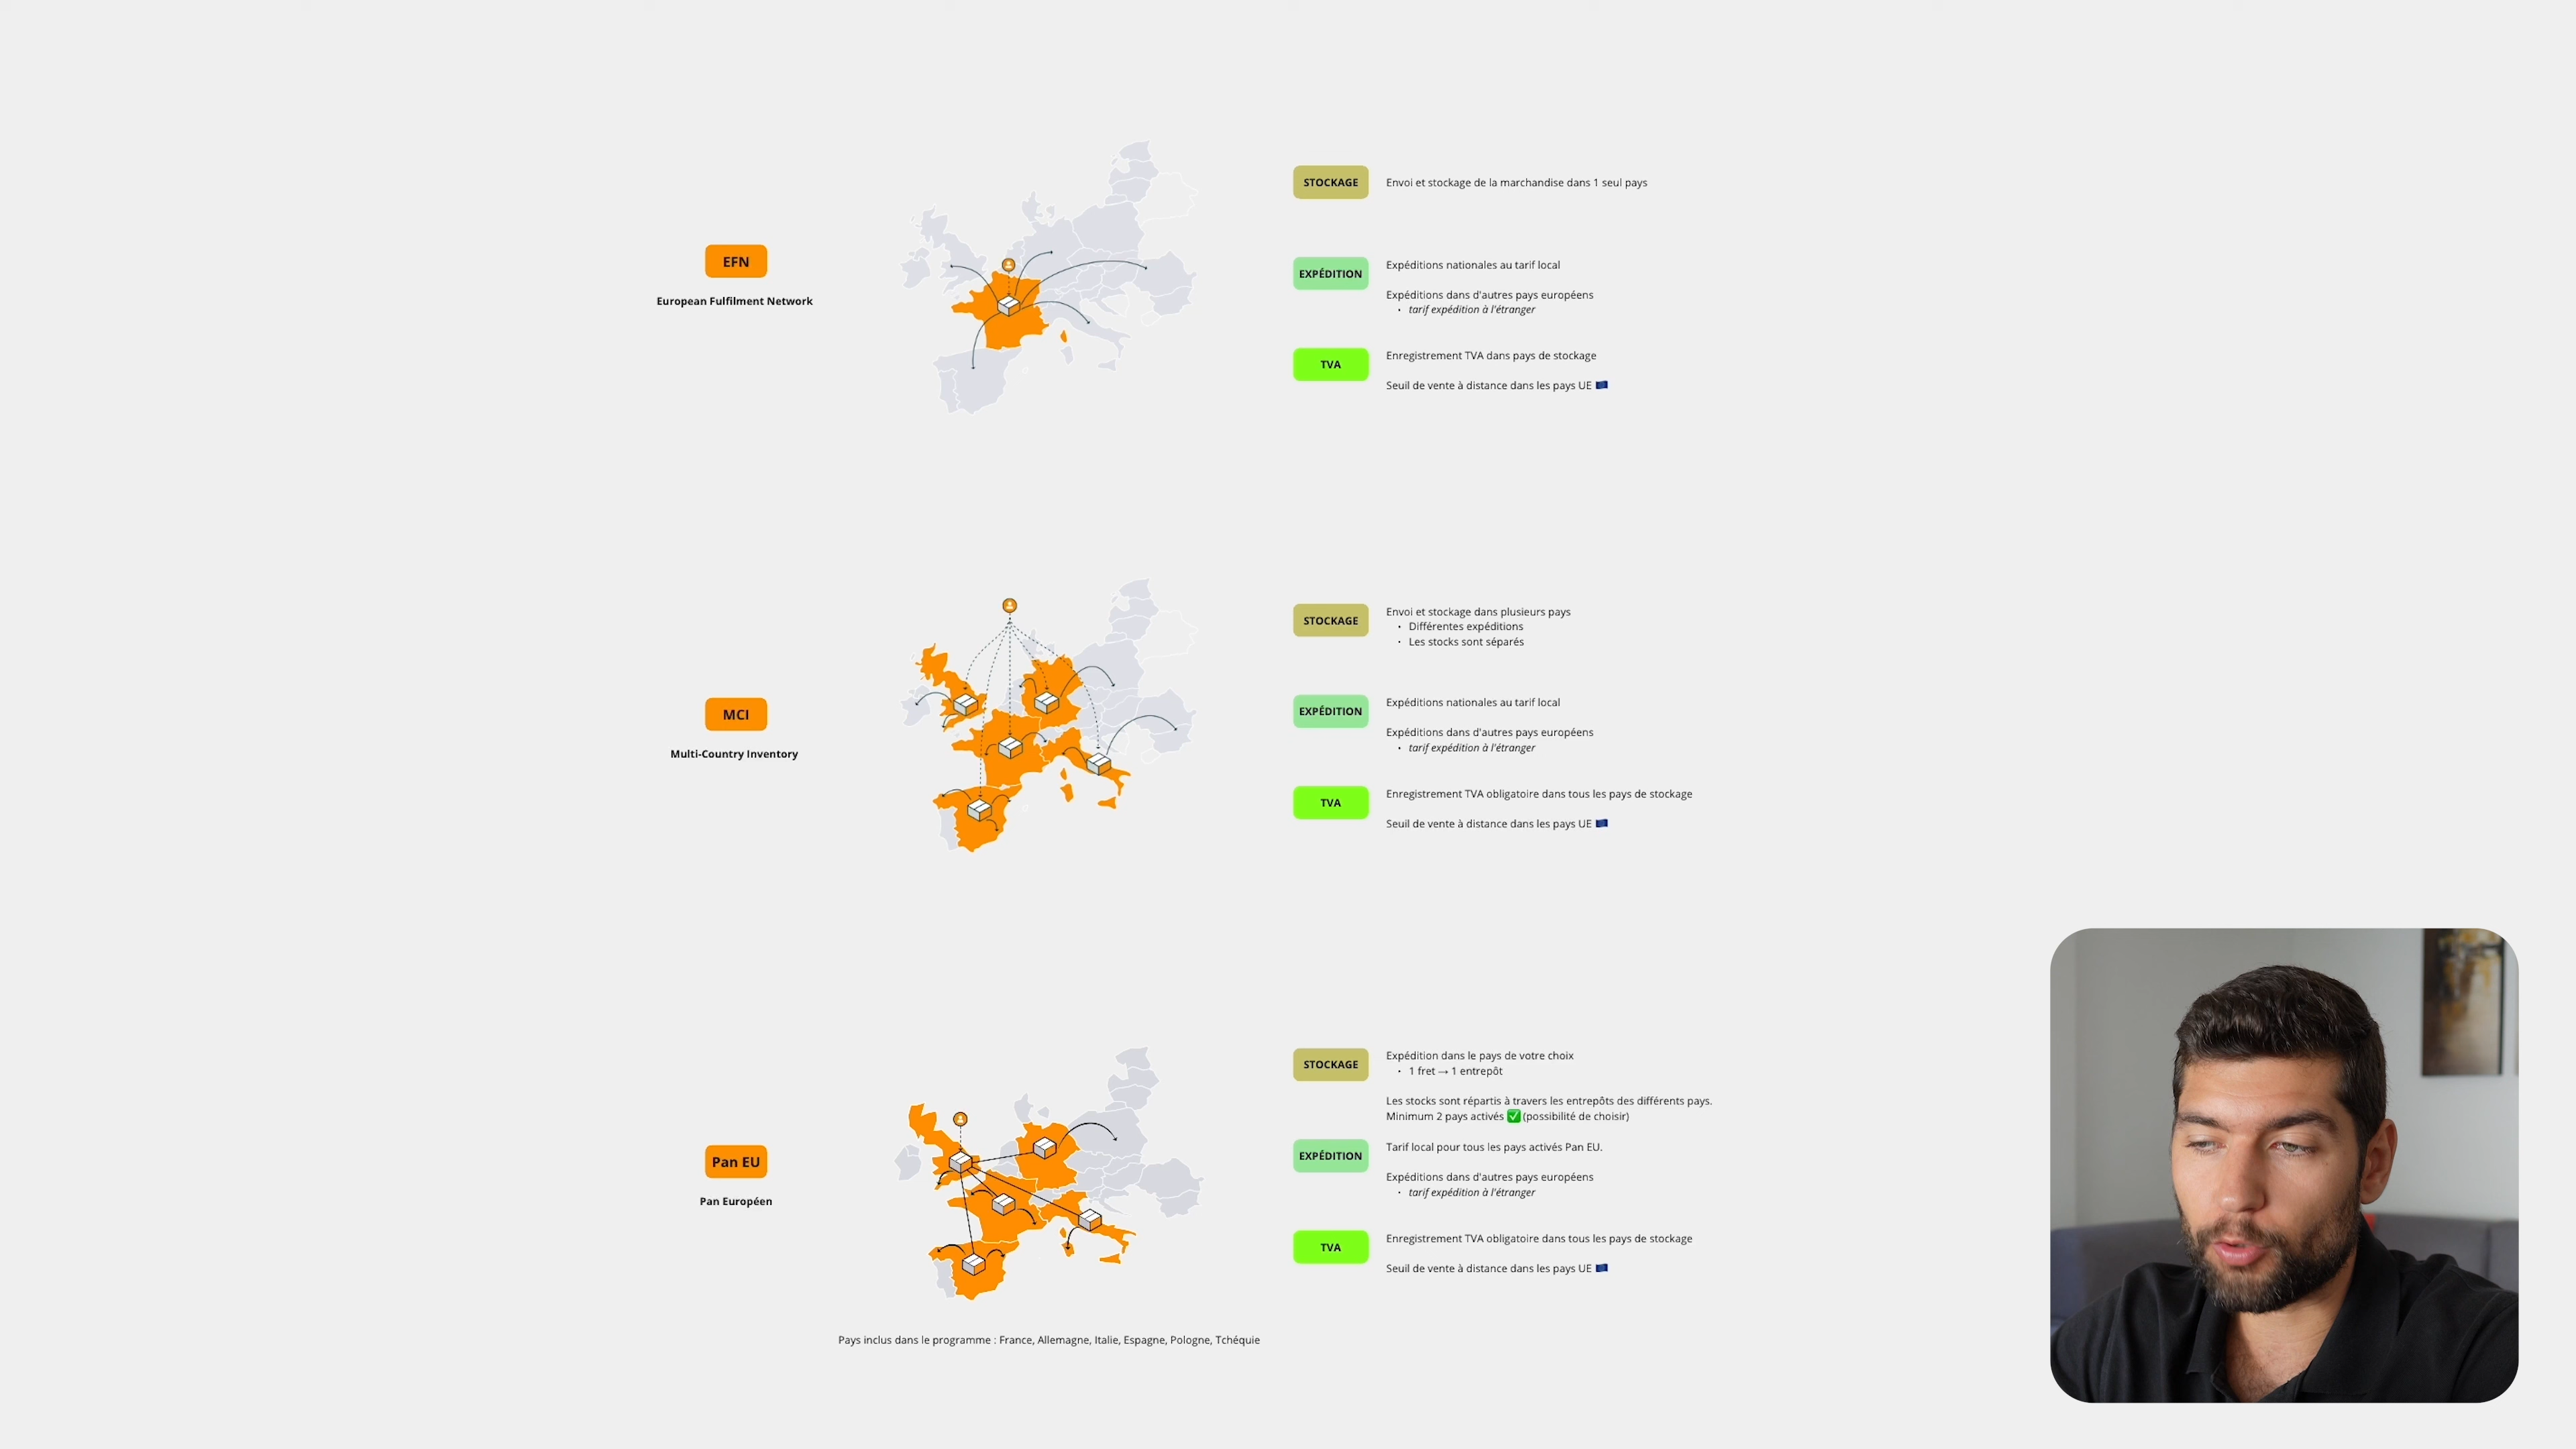 EFN
European Fulfilment Network
STOCKAGE
Envoi et stockage de la marchandise dans 1 seul pays
EXPÉDITION
Expéditions nationales au tarif local
Expéditions dans d'autres pays européens
• tarif expédition à l'étranger
TVA
Enregistrement TVA dans pays de stockage
Seuil de vente à distance dans les pays UE
MCI
Multi-Country Inventory
STOCKAGE
Envoi et stockage dans plusieurs pays
• Différentes expéditions
• Les stocks sont séparés
EXPÉDITION
Expéditions nationales au tarif local
Expéditions dans d'autres pays européens
• tarif expédition à l'étranger
TVA
Enregistrement TVA obligatoire dans tous les pays de stockage
Seuil de vente à distance dans les pays UE
Pan EU
Pan Européen
STOCKAGE
Expédition dans le pays de votre choix
• 1 fret → 1 entrepôt
Les stocks sont répartis à travers les entrepôts des différents pays.
Minimum 2 pays activés ✅ (possibilité de choisir)
EXPÉDITION
Tarif local pour tous les pays activés Pan EU.
Expéditions dans d'autres pays européens
• tarif expédition à l'étranger
TVA
Enregistrement TVA obligatoire dans tous les pays de stockage
Seuil de vente à distance dans les pays UE
Pays inclus dans le programme : France, Allemagne, Italie, Espagne, Pologne, Tchéquie